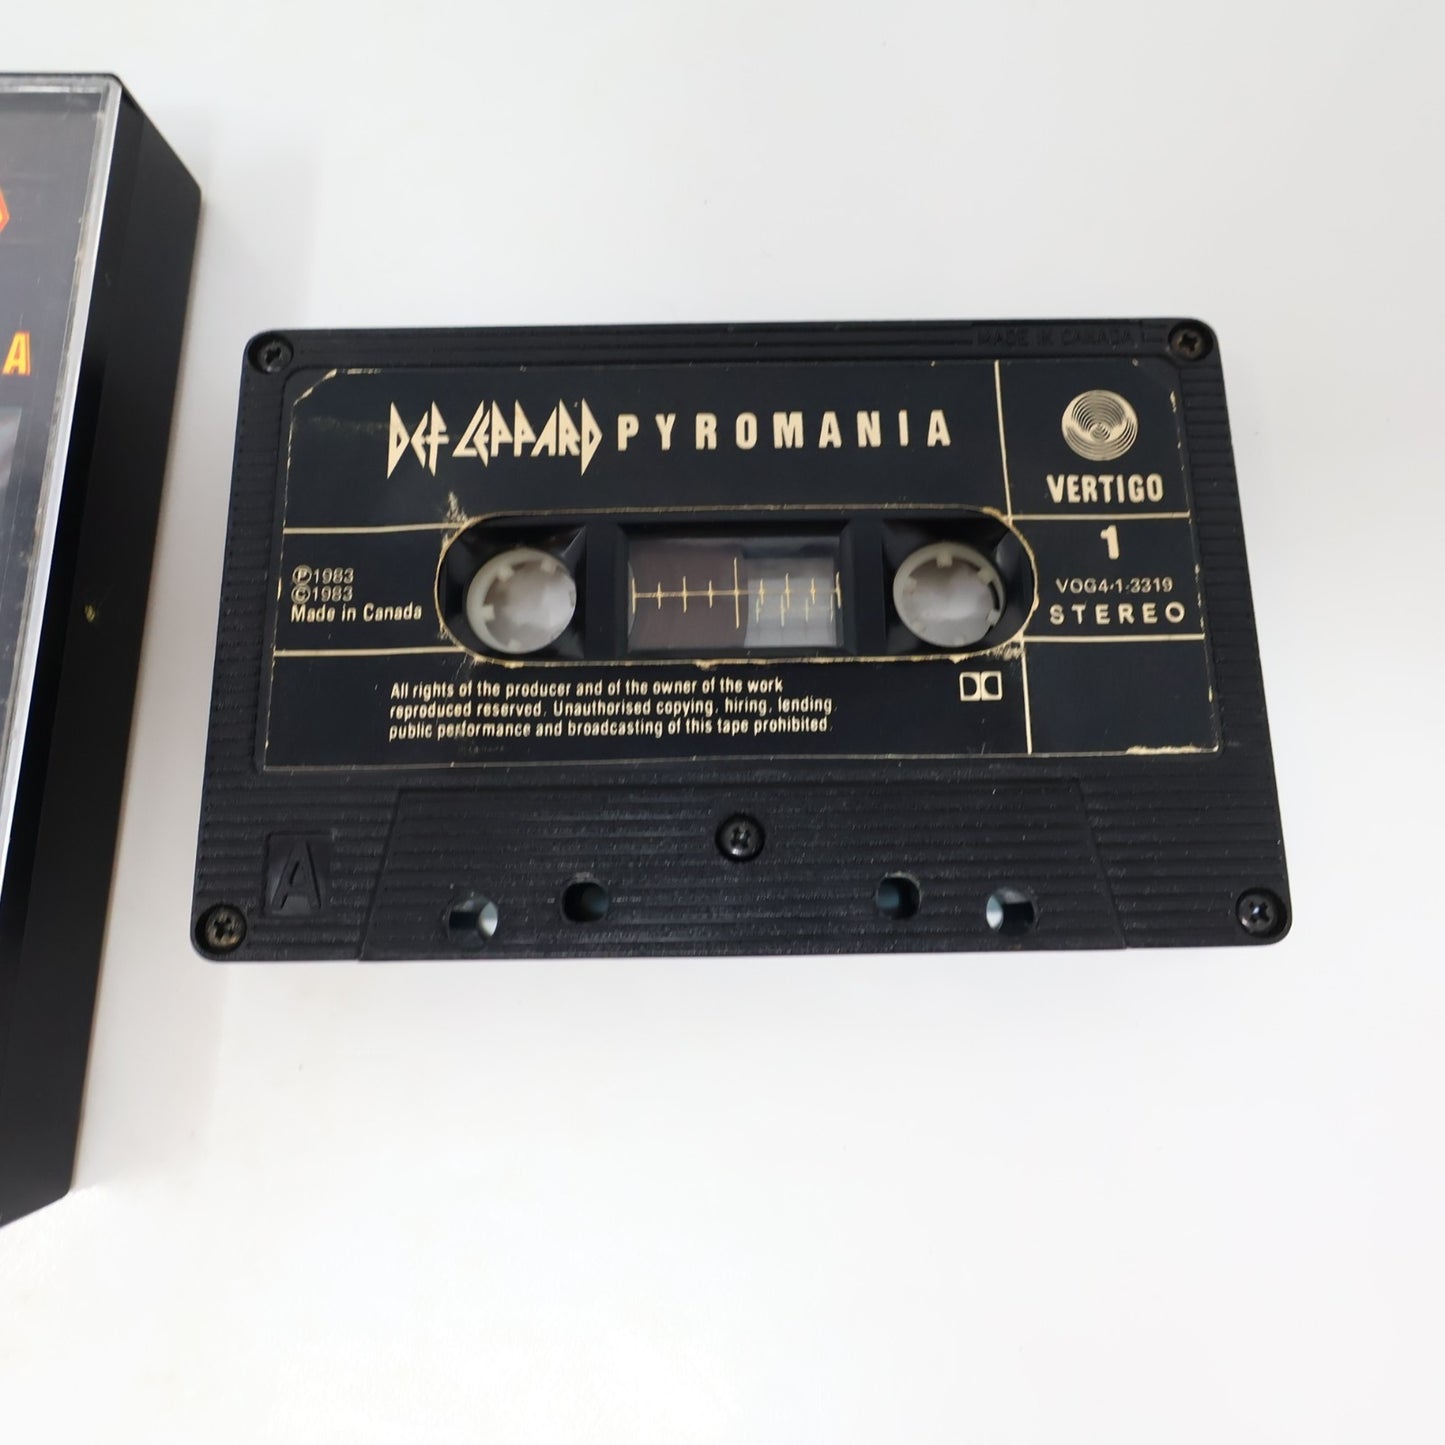 A
MADE IN CANADA
DEF LEPPARD PYROMANIA
VERTIGO
1
VOG4·1·3319
STEREO
Ⓟ1983
©1983
Made in Canada
All rights of the producer and of the owner of the work
reproduced reserved. Unauthorised copying, hiring, lending,
public performance and broadcasting of this tape prohibited.
A